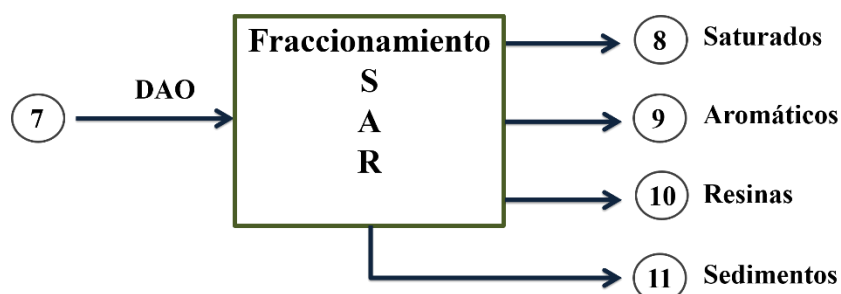 Fraccionamiento
S
A
R
7
DAO
8 Saturados
9 Aromáticos
10 Resinas
11 Sedimentos